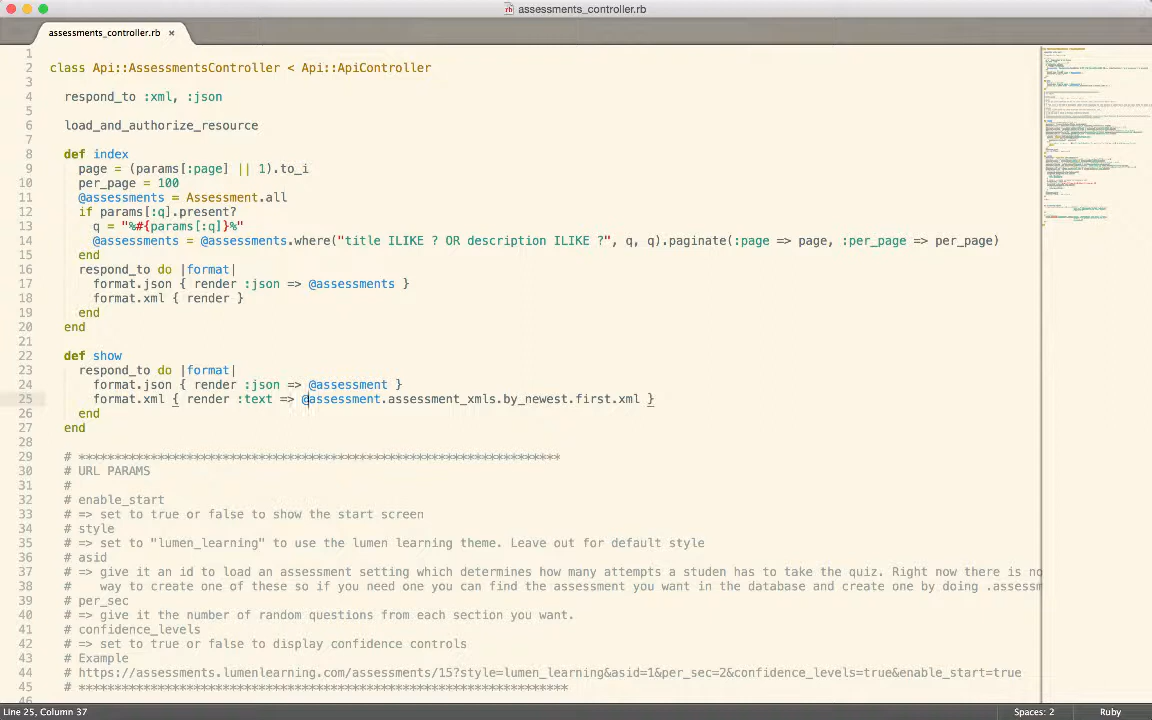 assessments_controller.rb
assessments_controller.rb ×
1
2 class Api::AssessmentsController < Api::ApiController
3
4 respond_to :xml, :json
5
6 load_and_authorize_resource
7
8 def index
9 page = (params[:page] || 1).to_i
10 per_page = 100
11 @assessments = Assessment.all
12 if params[:q].present?
13 q = "%#{params[:q]}%"
14 @assessments = @assessments.where("title ILIKE ? OR description ILIKE ?", q, q).paginate(:page => page, :per_page => per_page)
15 end
16 respond_to do |format|
17 format.json { render :json => @assessments }
18 format.xml { render }
19 end
20 end
21
22 def show
23 respond_to do |format|
24 format.json { render :json => @assessment }
25 format.xml { render :text => @assessment.assessment_xmls.by_newest.first.xml }
26 end
27 end
28
29 # *******************************************************************
30 # URL PARAMS
31 #
32 # enable_start
33 # => set to true or false to show the start screen
34 # style
35 # => set to "lumen_learning" to use the lumen learning theme. Leave out for default style
36 # asid
37 # => give it an id to load an assessment setting which determines how many attempts a studen has to take the quiz. Right now there is no
38 # way to create one of these so if you need one you can find the assessment you want in the database and create one by doing .assessm
39 # per_sec
40 # => give it the number of random questions from each section you want.
41 # confidence_levels
42 # => set to true or false to display confidence controls
43 # Example
44 # https://assessments.lumenlearning.com/assessments/15?style=lumen_learning&asid=1&per_sec=2&confidence_levels=true&enable_start=true
45 # ********************************************************************
46
Line 25, Column 37 Spaces: 2 Ruby